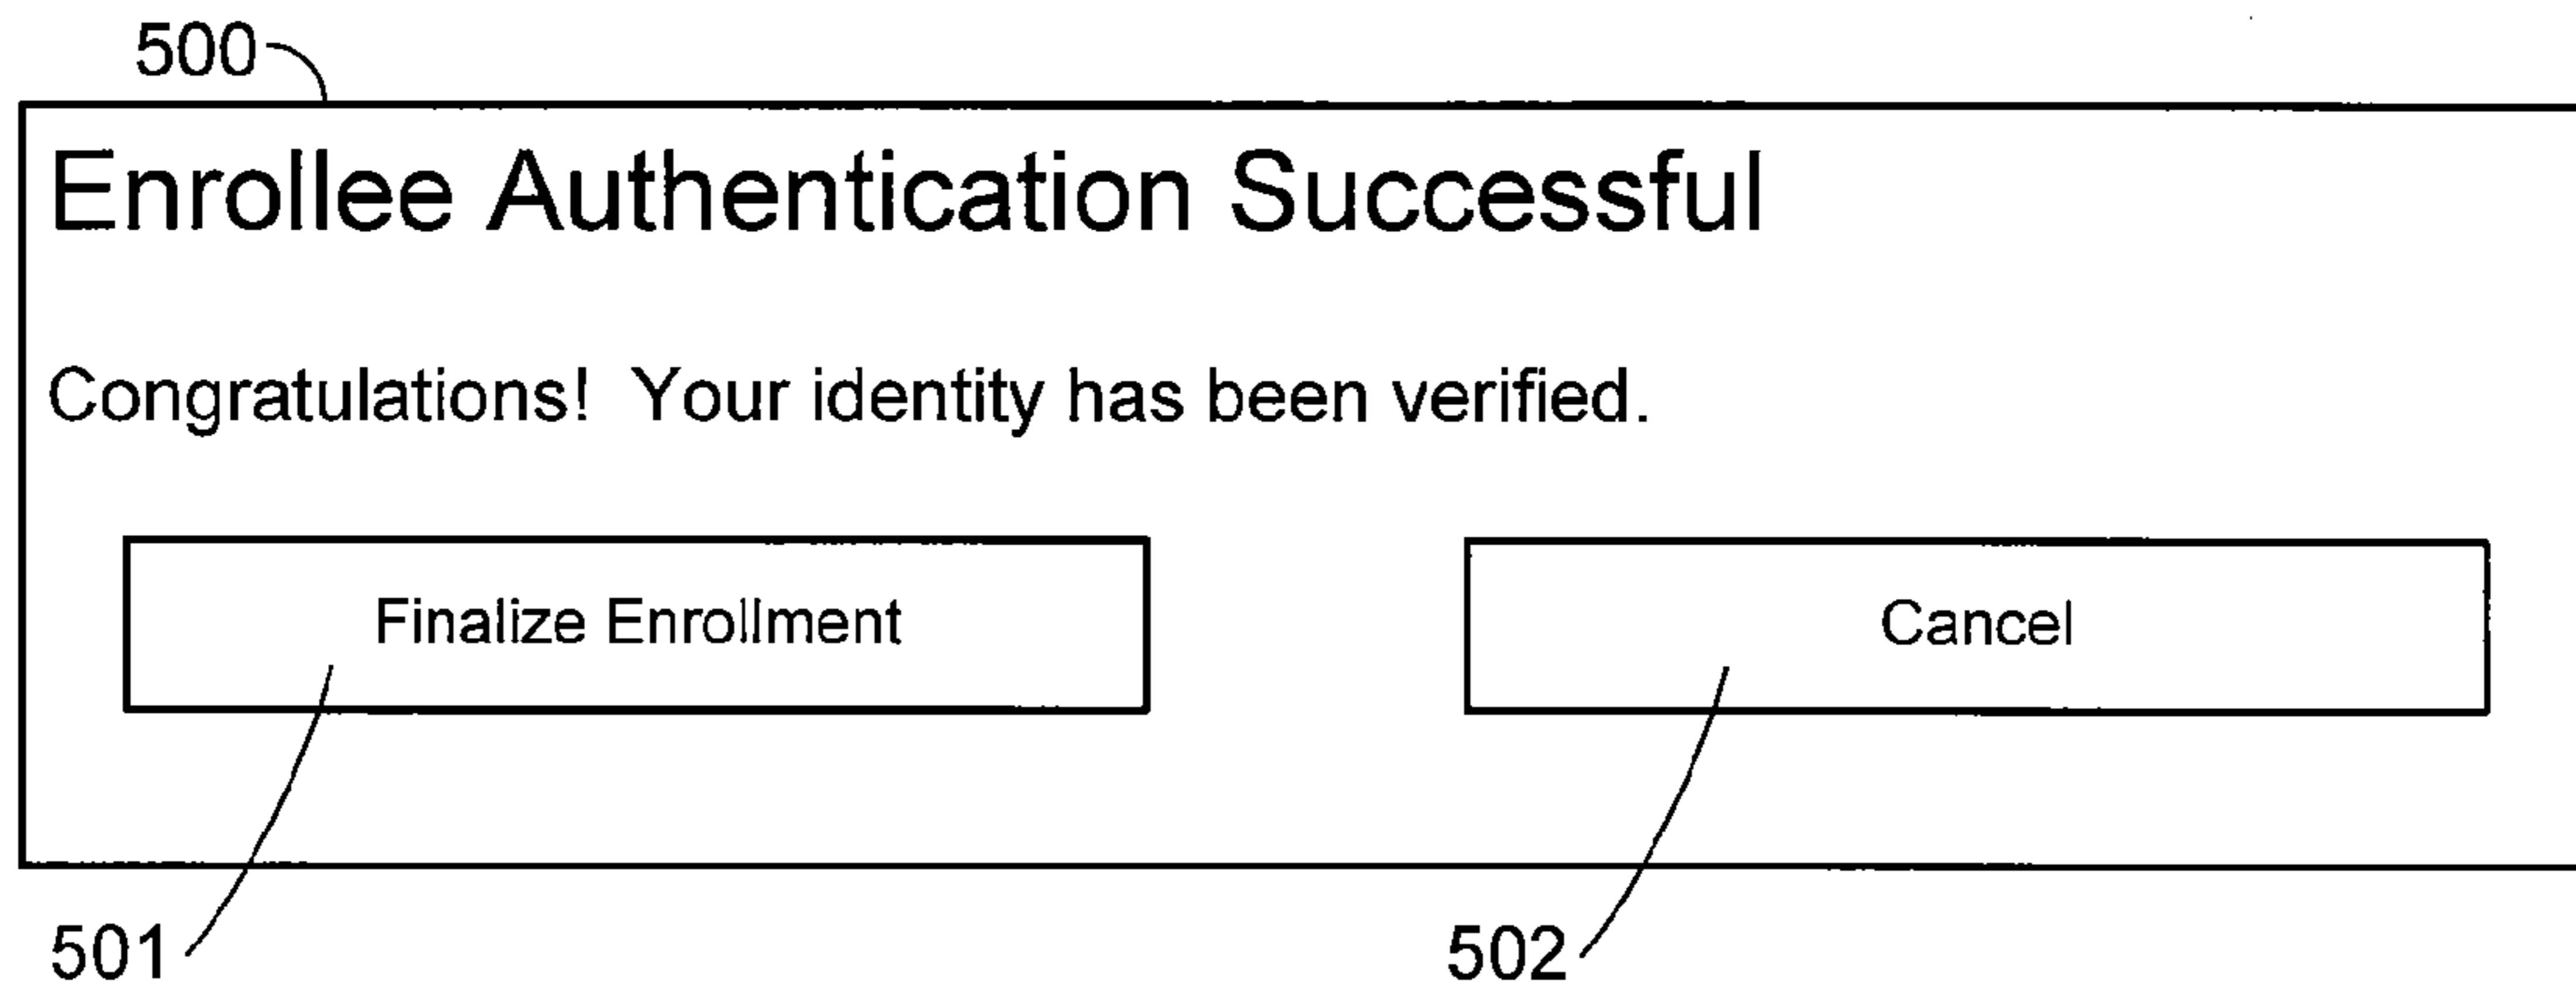 500
Enrollee Authentication Successful
Congratulations! Your identity has been verified.
Finalize Enrollment Cancel
501 502